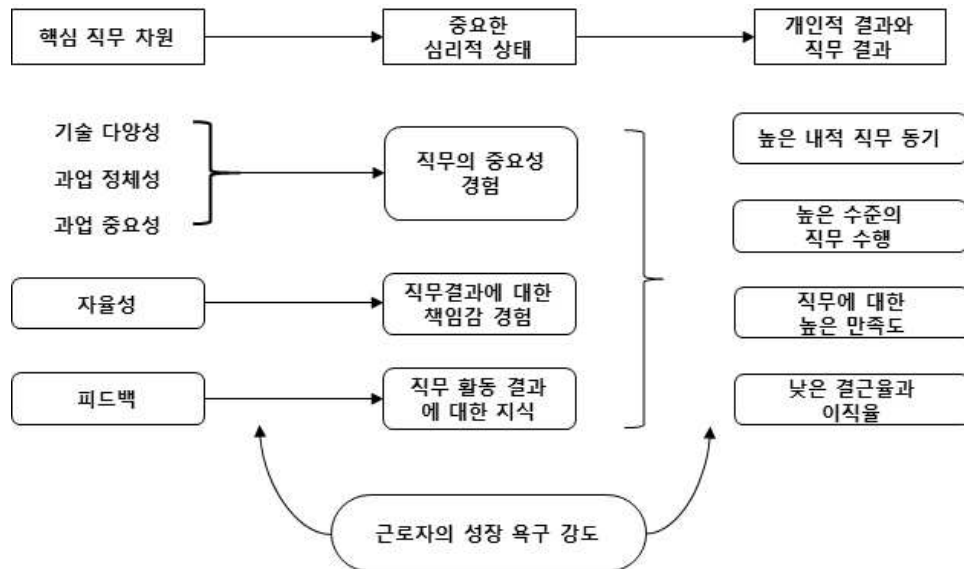 핵심 직무 차원
중요한
심리적 상태
개인적 결과와
직무 결과
기술 다양성
과업 정체성
과업 중요성
직무의 중요성
경험
높은 내적 직무 동기
높은 수준의
직무 수행
자율성
직무결과에 대한
책임감 경험
직무에 대한
높은 만족도
피드백
직무 활동 결과
에 대한 지식
낮은 결근율과
이직율
근로자의 성장 욕구 강도